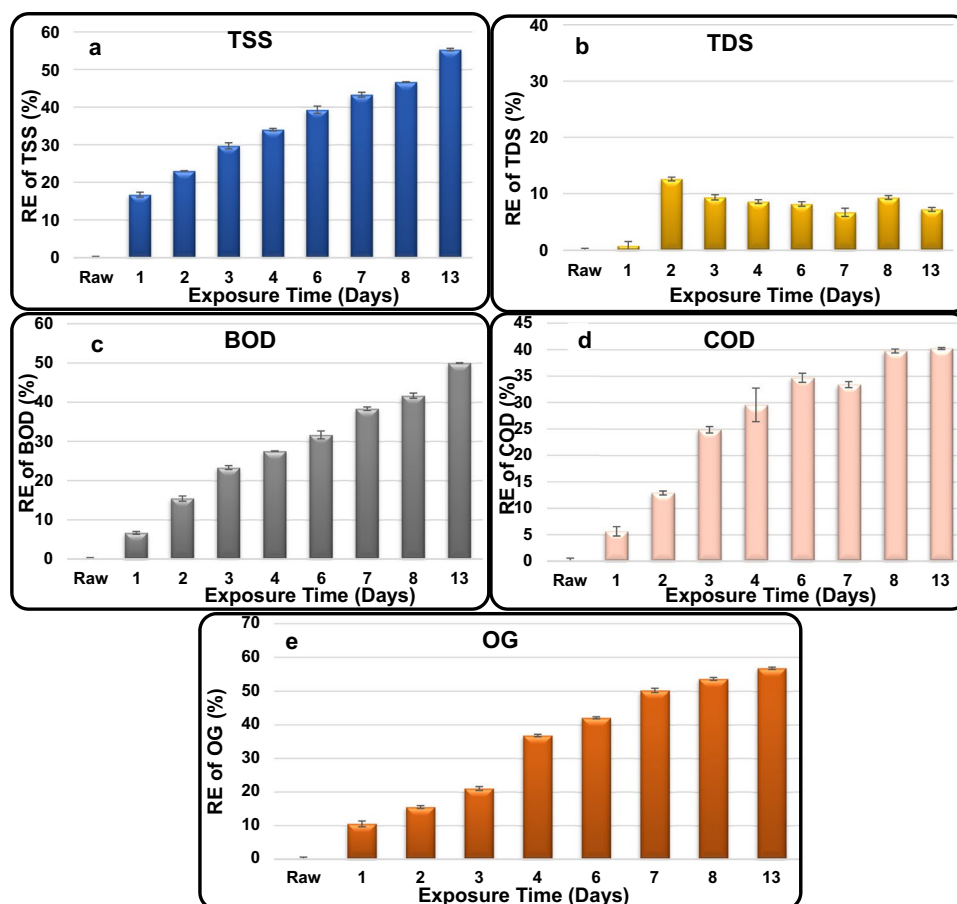 a TSS
RE of TSS (%)
60
50
40
30
20
10
0
Raw 1 2 3 4 6 7 8 13
Exposure Time (Days)
b TDS
RE of TDS (%)
40
30
20
10
0
Raw 1 2 3 4 6 7 8 13
Exposure Time (Days)
c BOD
RE of BOD (%)
60
50
40
30
20
10
0
Raw 1 2 3 4 6 7 8 13
Exposure Time (Days)
d COD
RE of COD (%)
45
40
35
30
25
20
15
10
5
0
Raw 1 2 3 4 6 7 8 13
Exposure Time (Days)
e OG
RE of OG (%)
70
60
50
40
30
20
10
0
Raw 1 2 3 4 6 7 8 13
Exposure Time (Days)